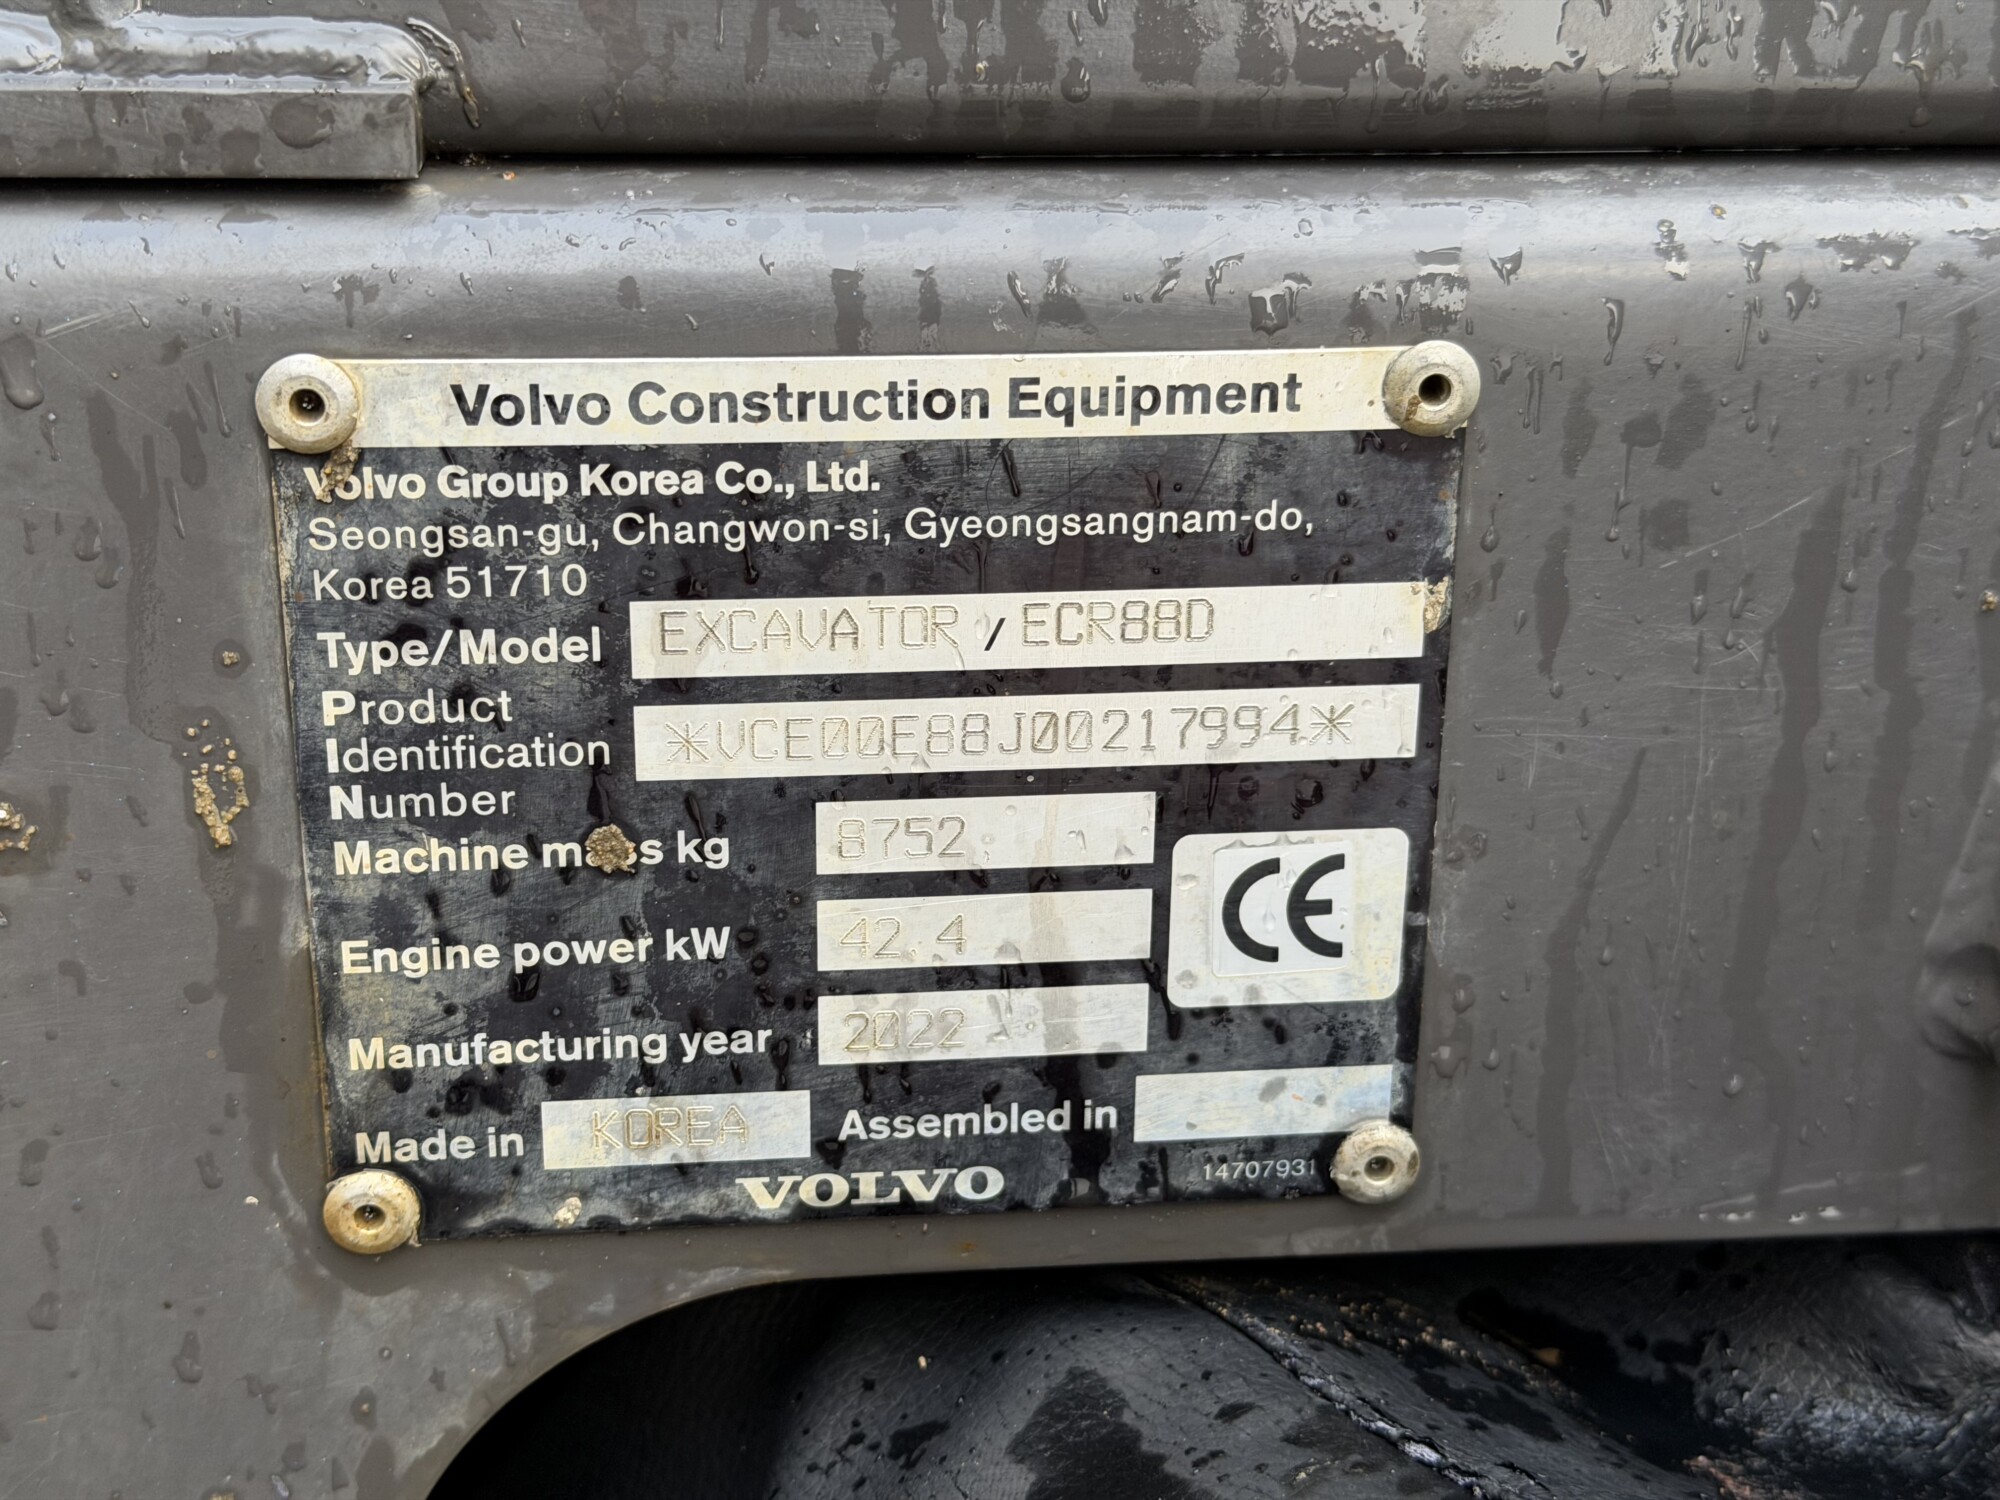 Volvo Construction Equipment
Volvo Group Korea Co., Ltd.
Seongsan-gu, Changwon-si, Gyeongsangnam-do,
Korea 51710
Type/Model EXCAVATOR / ECR88D
Product
Identification *VCE00E88J00217994*
Number
Machine mass kg 8752
Engine power kW 42.4
CE
Manufacturing year 2022
Made in KOREA Assembled in
VOLVO 14707931